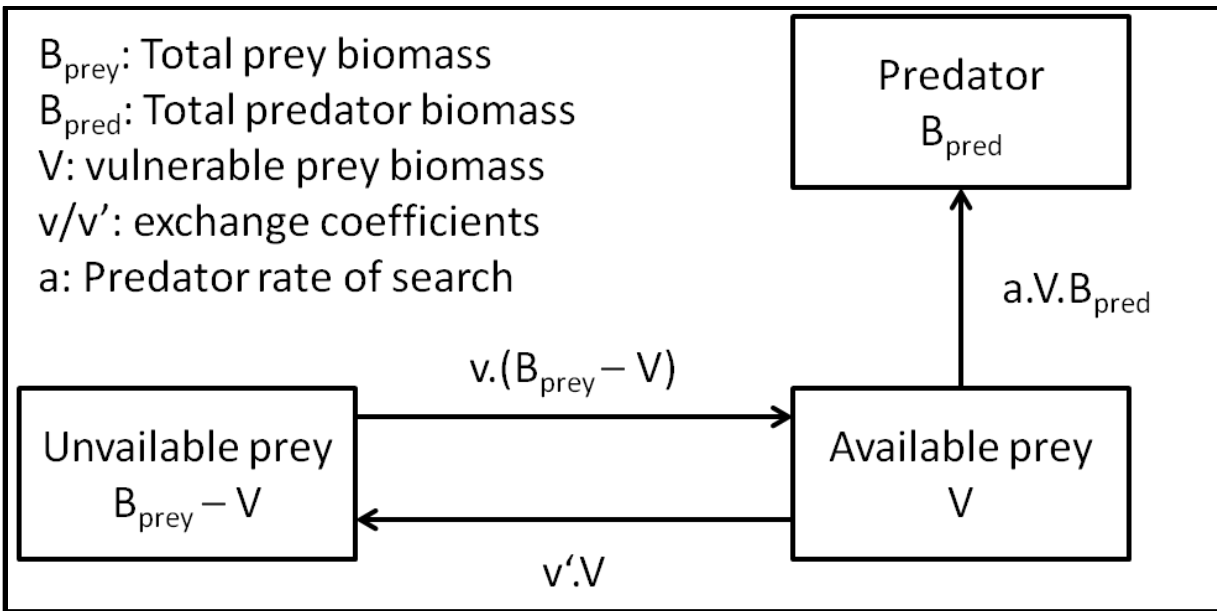 B_prey: Total prey biomass
B_pred: Total predator biomass
V: vulnerable prey biomass
v/v’: exchange coefficients
a: Predator rate of search
Predator
B_pred
a.V.B_pred
v.(B_prey – V)
Unvailable prey
B_prey – V
Available prey
V
v‘.V